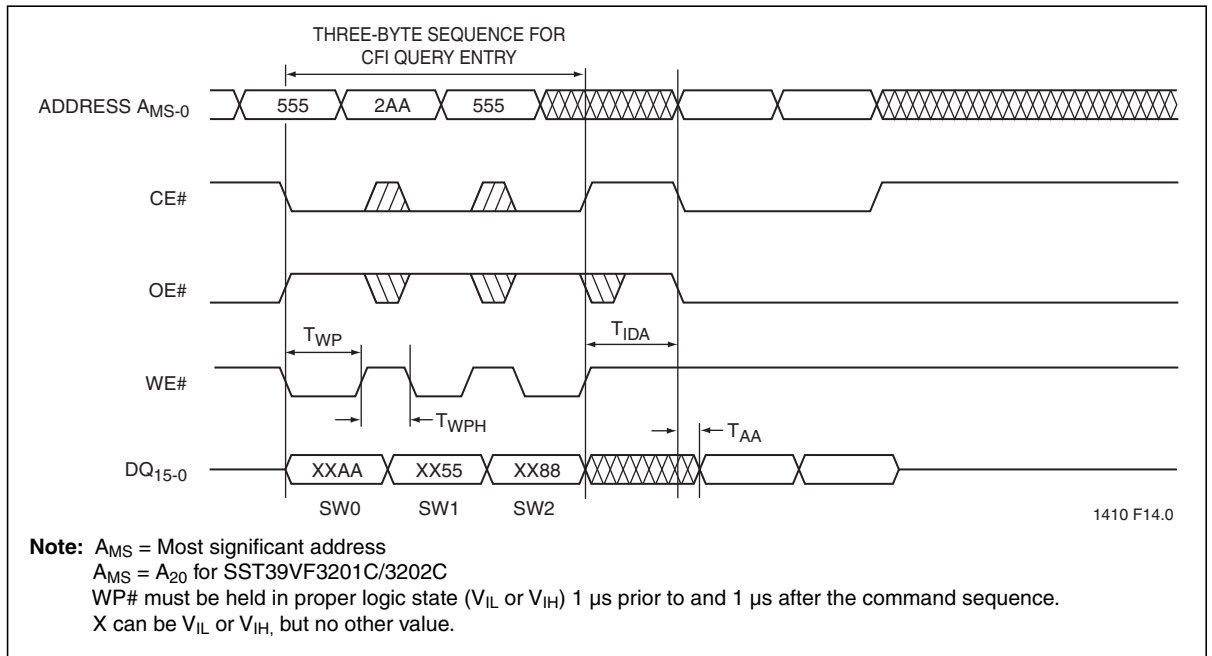 THREE-BYTE SEQUENCE FOR
CFI QUERY ENTRY
ADDRESS AMS-0
555 2AA 555
CE#
OE#
TWP TIDA
WE#
TWPH
TAA
DQ15-0
XXAA XX55 XX88
SW0 SW1 SW2
1410 F14.0
Note: AMS = Most significant address
AMS = A20 for SST39VF3201C/3202C
WP# must be held in proper logic state (VIL or VIH) 1 µs prior to and 1 µs after the command sequence.
X can be VIL or VIH, but no other value.